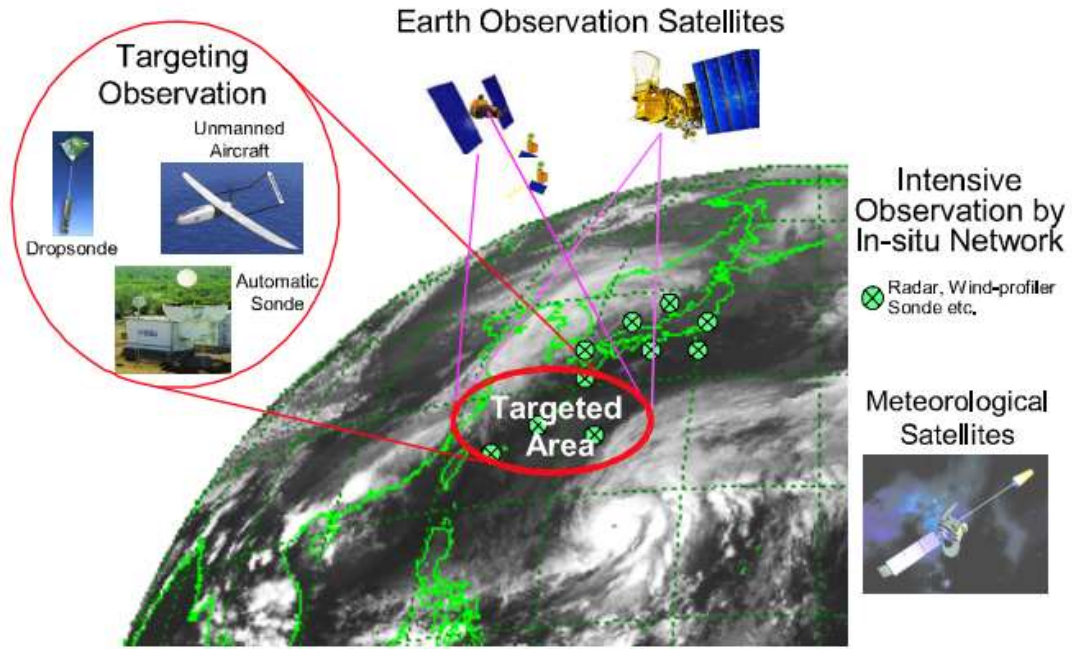 Earth Observation Satellites
Targeting
Observation
Unmanned
Aircraft
Dropsonde
Automatic
Sonde
Intensive
Observation by
In-situ Network
Radar, Wind-profiler
Sonde etc.
Targeted
Area
Meteorological
Satellites